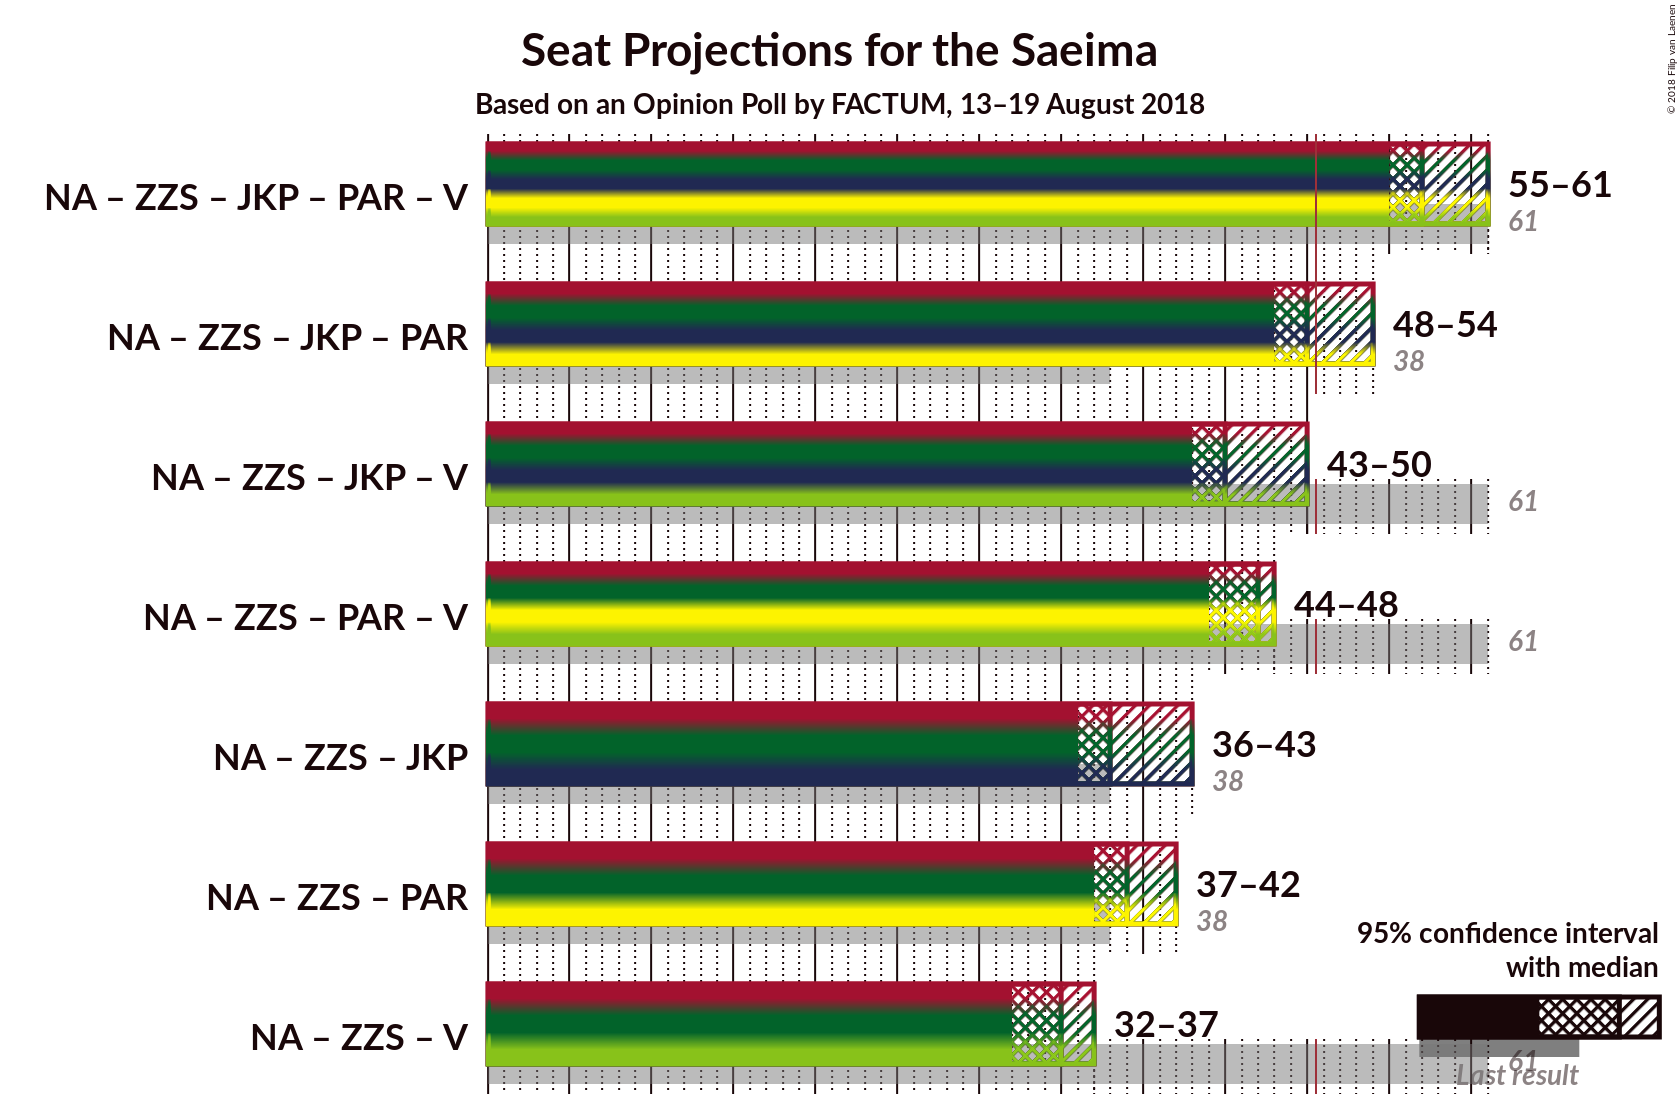 Seat Projections for the Saeima
Based on an Opinion Poll by FACTUM, 13–19 August 2018
© 2018 Filip van Laenen
NA – ZZS – JKP – PAR – V
55–61
61
NA – ZZS – JKP – PAR
48–54
38
NA – ZZS – JKP – V
43–50
61
NA – ZZS – PAR – V
44–48
61
NA – ZZS – JKP
36–43
38
NA – ZZS – PAR
37–42
38
NA – ZZS – V
32–37
61
95% confidence interval
with median
Last result